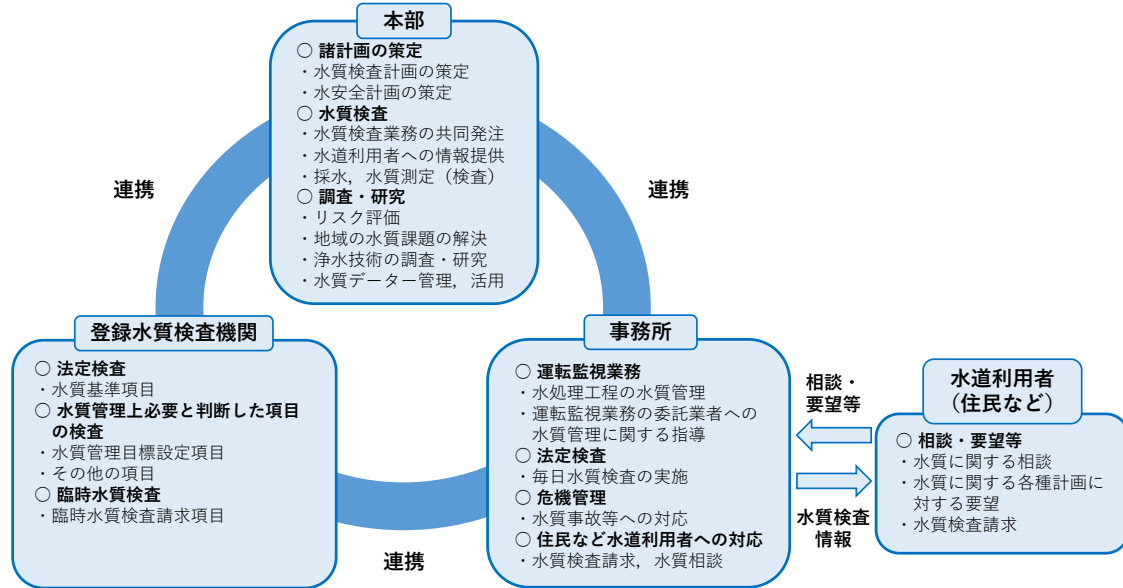 本部
○ 諸計画の策定
・水質検査計画の策定
・水安全計画の策定
○ 水質検査
・水質検査業務の共同発注
・水道利用者への情報提供
・採水，水質測定（検査）
○ 調査・研究
・リスク評価
・地域の水質課題の解決
・浄水技術の調査・研究
・水質データー管理，活用
連携
連携
登録水質検査機関
○ 法定検査
・水質基準項目
○ 水質管理上必要と判断した項目
の検査
・水質管理目標設定項目
・その他の項目
○ 臨時水質検査
・臨時水質検査請求項目
連携
事務所
○ 運転監視業務
・水処理工程の水質管理
・運転監視業務の委託業者への
水質管理に関する指導
○ 法定検査
・毎日水質検査の実施
○ 危機管理
・水質事故等への対応
○ 住民など水道利用者への対応
・水質検査請求，水質相談
相談・
要望等
水質検査
情報
水道利用者
（住民など）
○ 相談・要望等
・水質に関する相談
・水質に関する各種計画に
対する要望
・水質検査請求